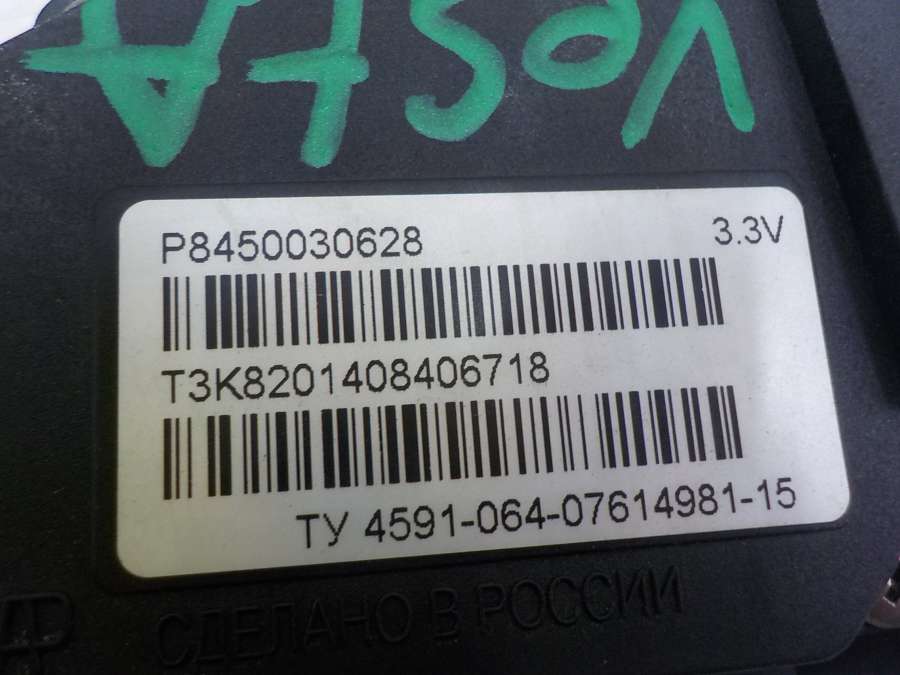 VestA
P8450030628 3.3V
T3K8201408406718
ТУ 4591-064-07614981-15
СДЕЛАНО В РОССИИ